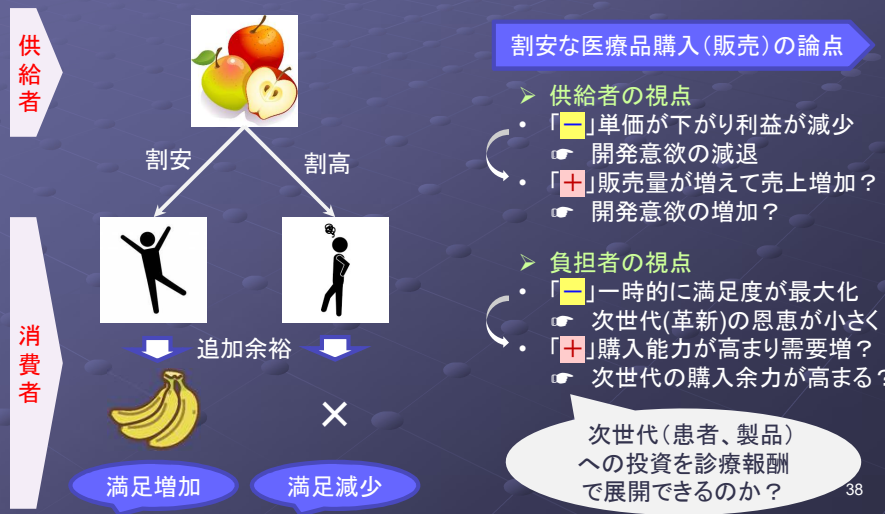 供給者
割安
割高
消費者
追加余裕
×
満足増加
満足減少
割安な医療品購入（販売）の論点
➢ 供給者の視点
• 「－」単価が下がり利益が減少
☞ 開発意欲の減退
• 「＋」販売量が増えて売上増加？
☞ 開発意欲の増加？
➢ 負担者の視点
• 「－」一時的に満足度が最大化
☞ 次世代(革新)の恩恵が小さく
• 「＋」購入能力が高まり需要増？
☞ 次世代の購入余力が高まる？
次世代（患者、製品）
への投資を診療報酬
で展開できるのか？
38